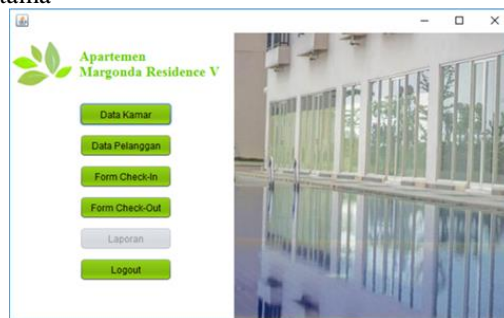 Apartemen
Margonda Residence V
Data Kamar
Data Pelanggan
Form Check-In
Form Check-Out
Laporan
Logout